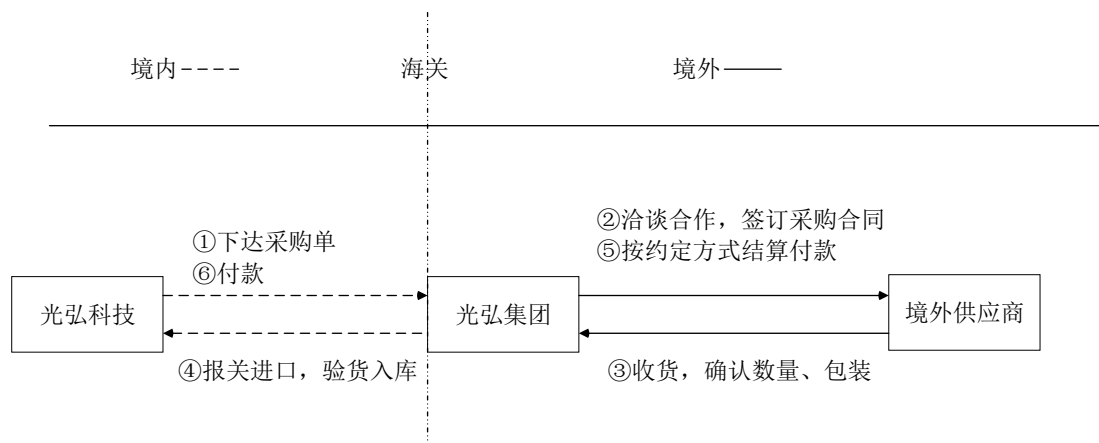 境内
海关
境外
①下达采购单
⑥付款
②洽谈合作，签订采购合同
⑤按约定方式结算付款
光弘科技
光弘集团
境外供应商
④报关进口，验货入库
③收货，确认数量、包装